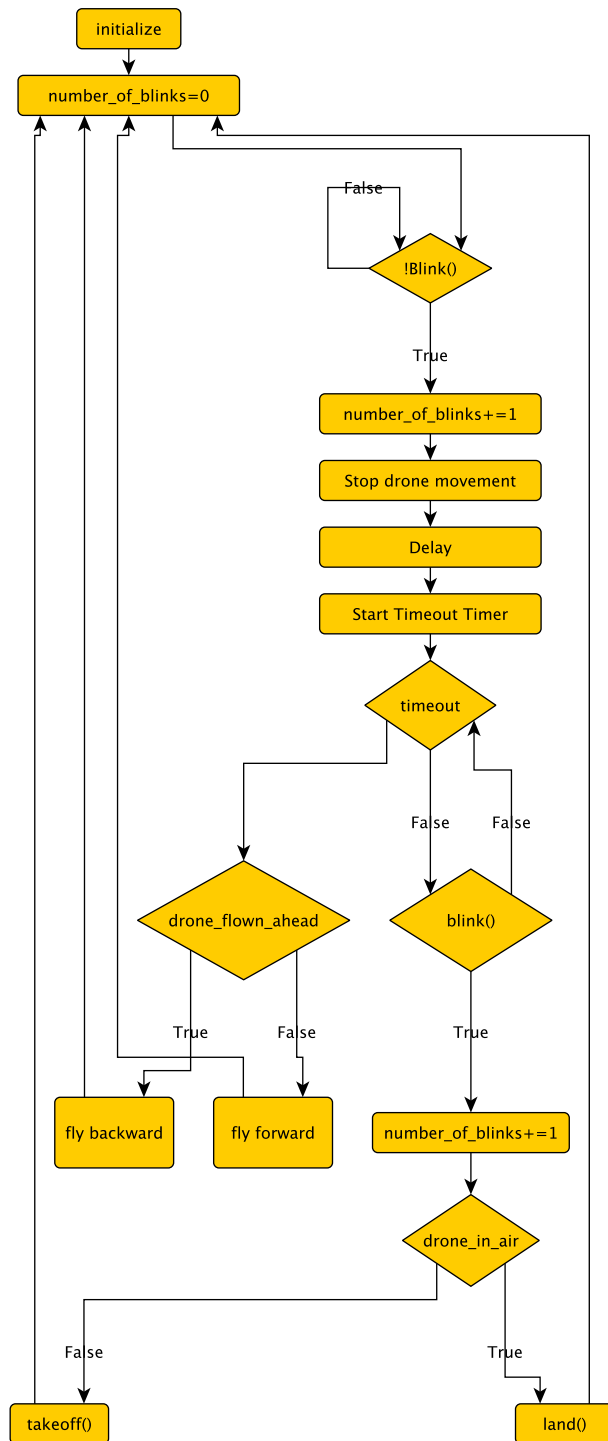 initialize
number_of_blinks=0
False
!Blink()
True
number_of_blinks+=1
Stop drone movement
Delay
Start Timeout Timer
timeout
False
False
drone_flown_ahead
blink()
True
False
True
fly backward
fly forward
number_of_blinks+=1
drone_in_air
False
True
takeoff()
land()